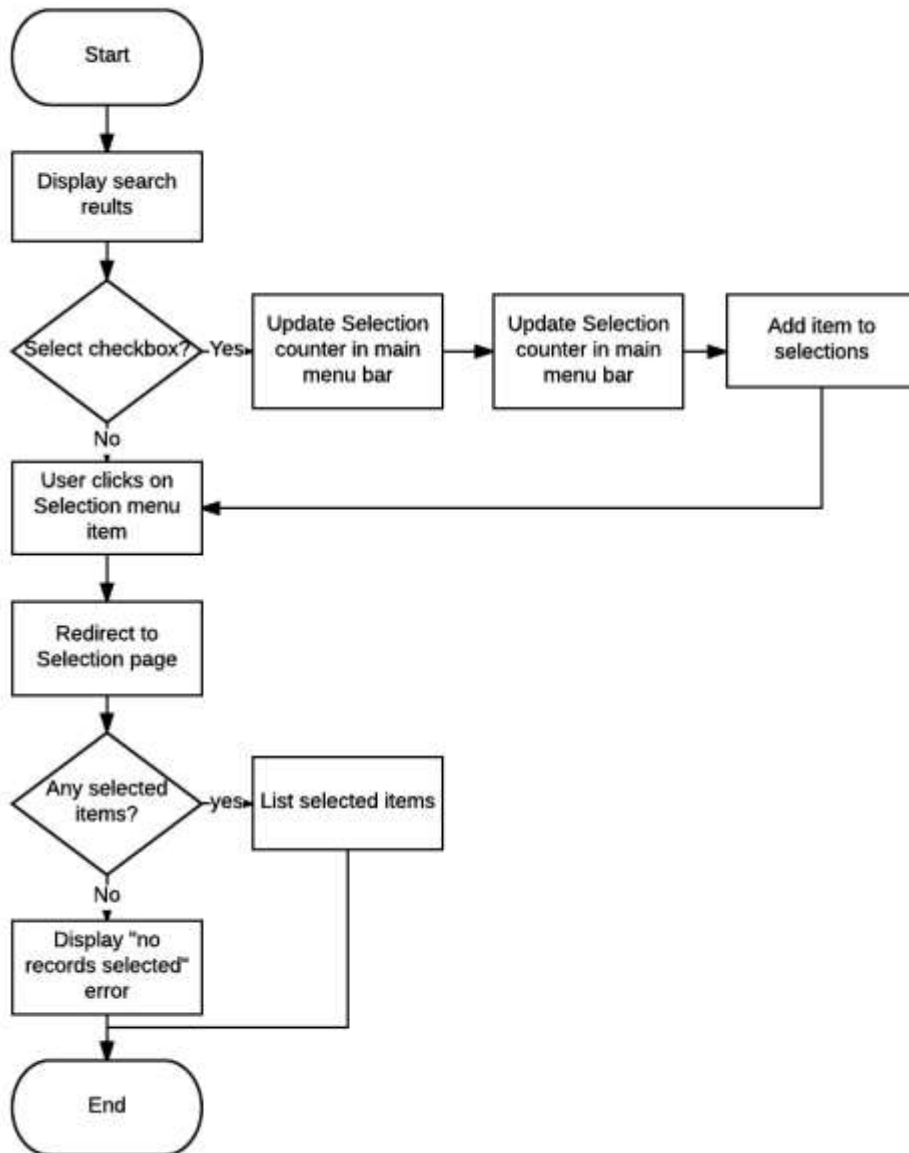 Start
Display search
reults
Select checkbox?
Yes
Update Selection
counter in main
menu bar
Update Selection
counter in main
menu bar
Add item to
selections
No
User clicks on
Selection menu
item
Redirect to
Selection page
Any selected
items?
yes
List selected items
No
Display "no
records selected"
error
End